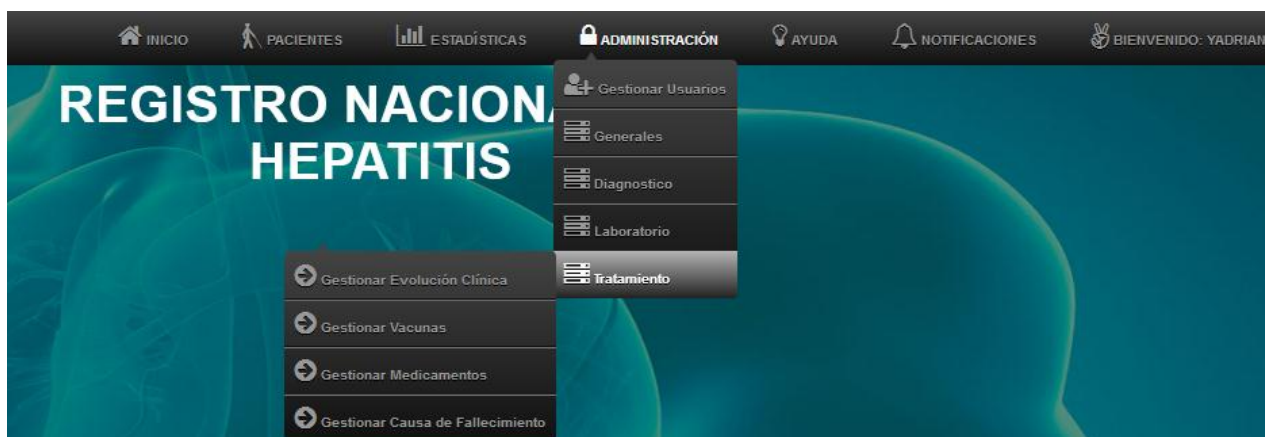 INICIO PACIENTES ESTADÍSTICAS ADMINISTRACIÓN AYUDA NOTIFICACIONES BIENVENIDO: YADRIAN
REGISTRO NACION
HEPATITIS
Gestionar Usuarios
Generales
Diagnostico
Laboratorio
Tratamiento
Gestionar Evolución Clínica
Gestionar Vacunas
Gestionar Medicamentos
Gestionar Causa de Fallecimiento